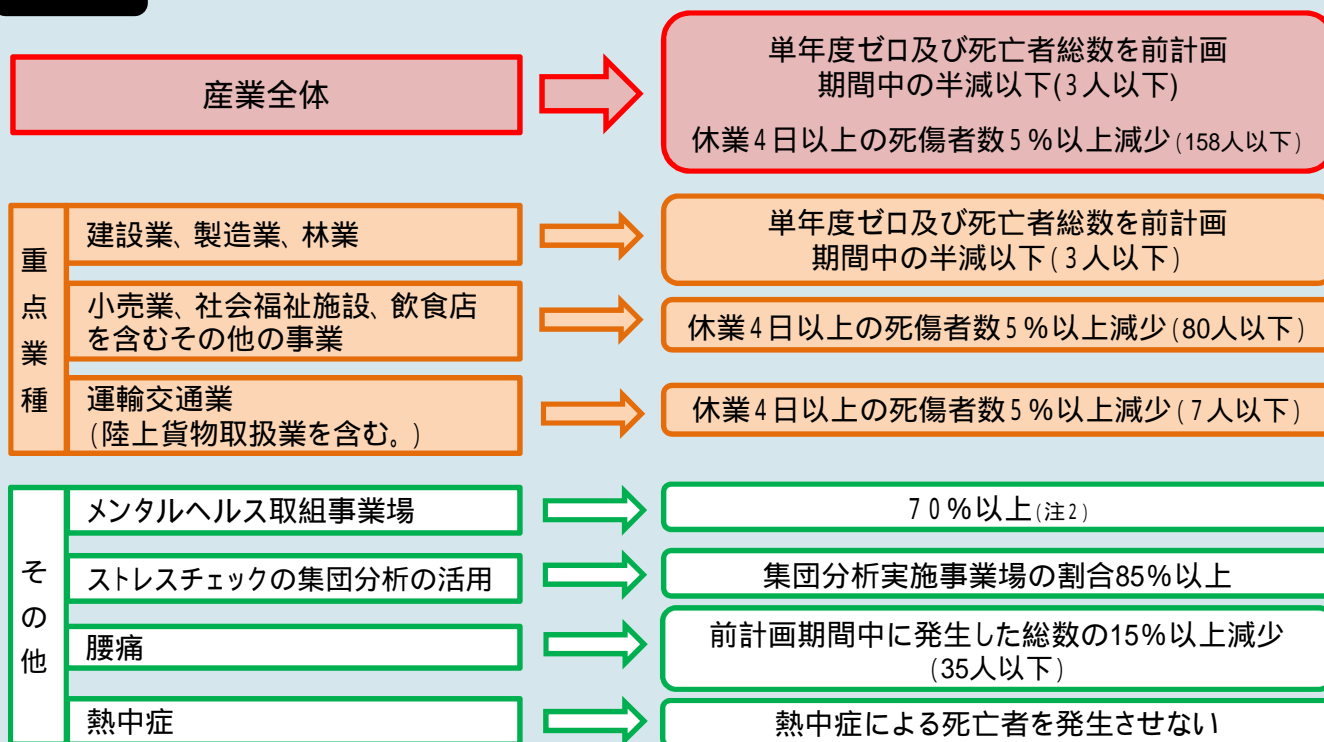 産業全体
単年度ゼロ及び死亡者総数を前計画
期間中の半減以下(3人以下)
休業4日以上の死傷者数5%以上減少(158人以下)
重点業種
建設業、製造業、林業
単年度ゼロ及び死亡者総数を前計画
期間中の半減以下(3人以下)
小売業、社会福祉施設、飲食店
を含むその他の事業
休業4日以上の死傷者数5%以上減少(80人以下)
運輸交通業
(陸上貨物取扱業を含む。)
休業4日以上の死傷者数5%以上減少(7人以下)
その他
メンタルヘルス取組事業場
70%以上(注2)
ストレスチェックの集団分析の活用
集団分析実施事業場の割合85%以上
腰痛
前計画期間中に発生した総数の15%以上減少
(35人以下)
熱中症
熱中症による死亡者を発生させない